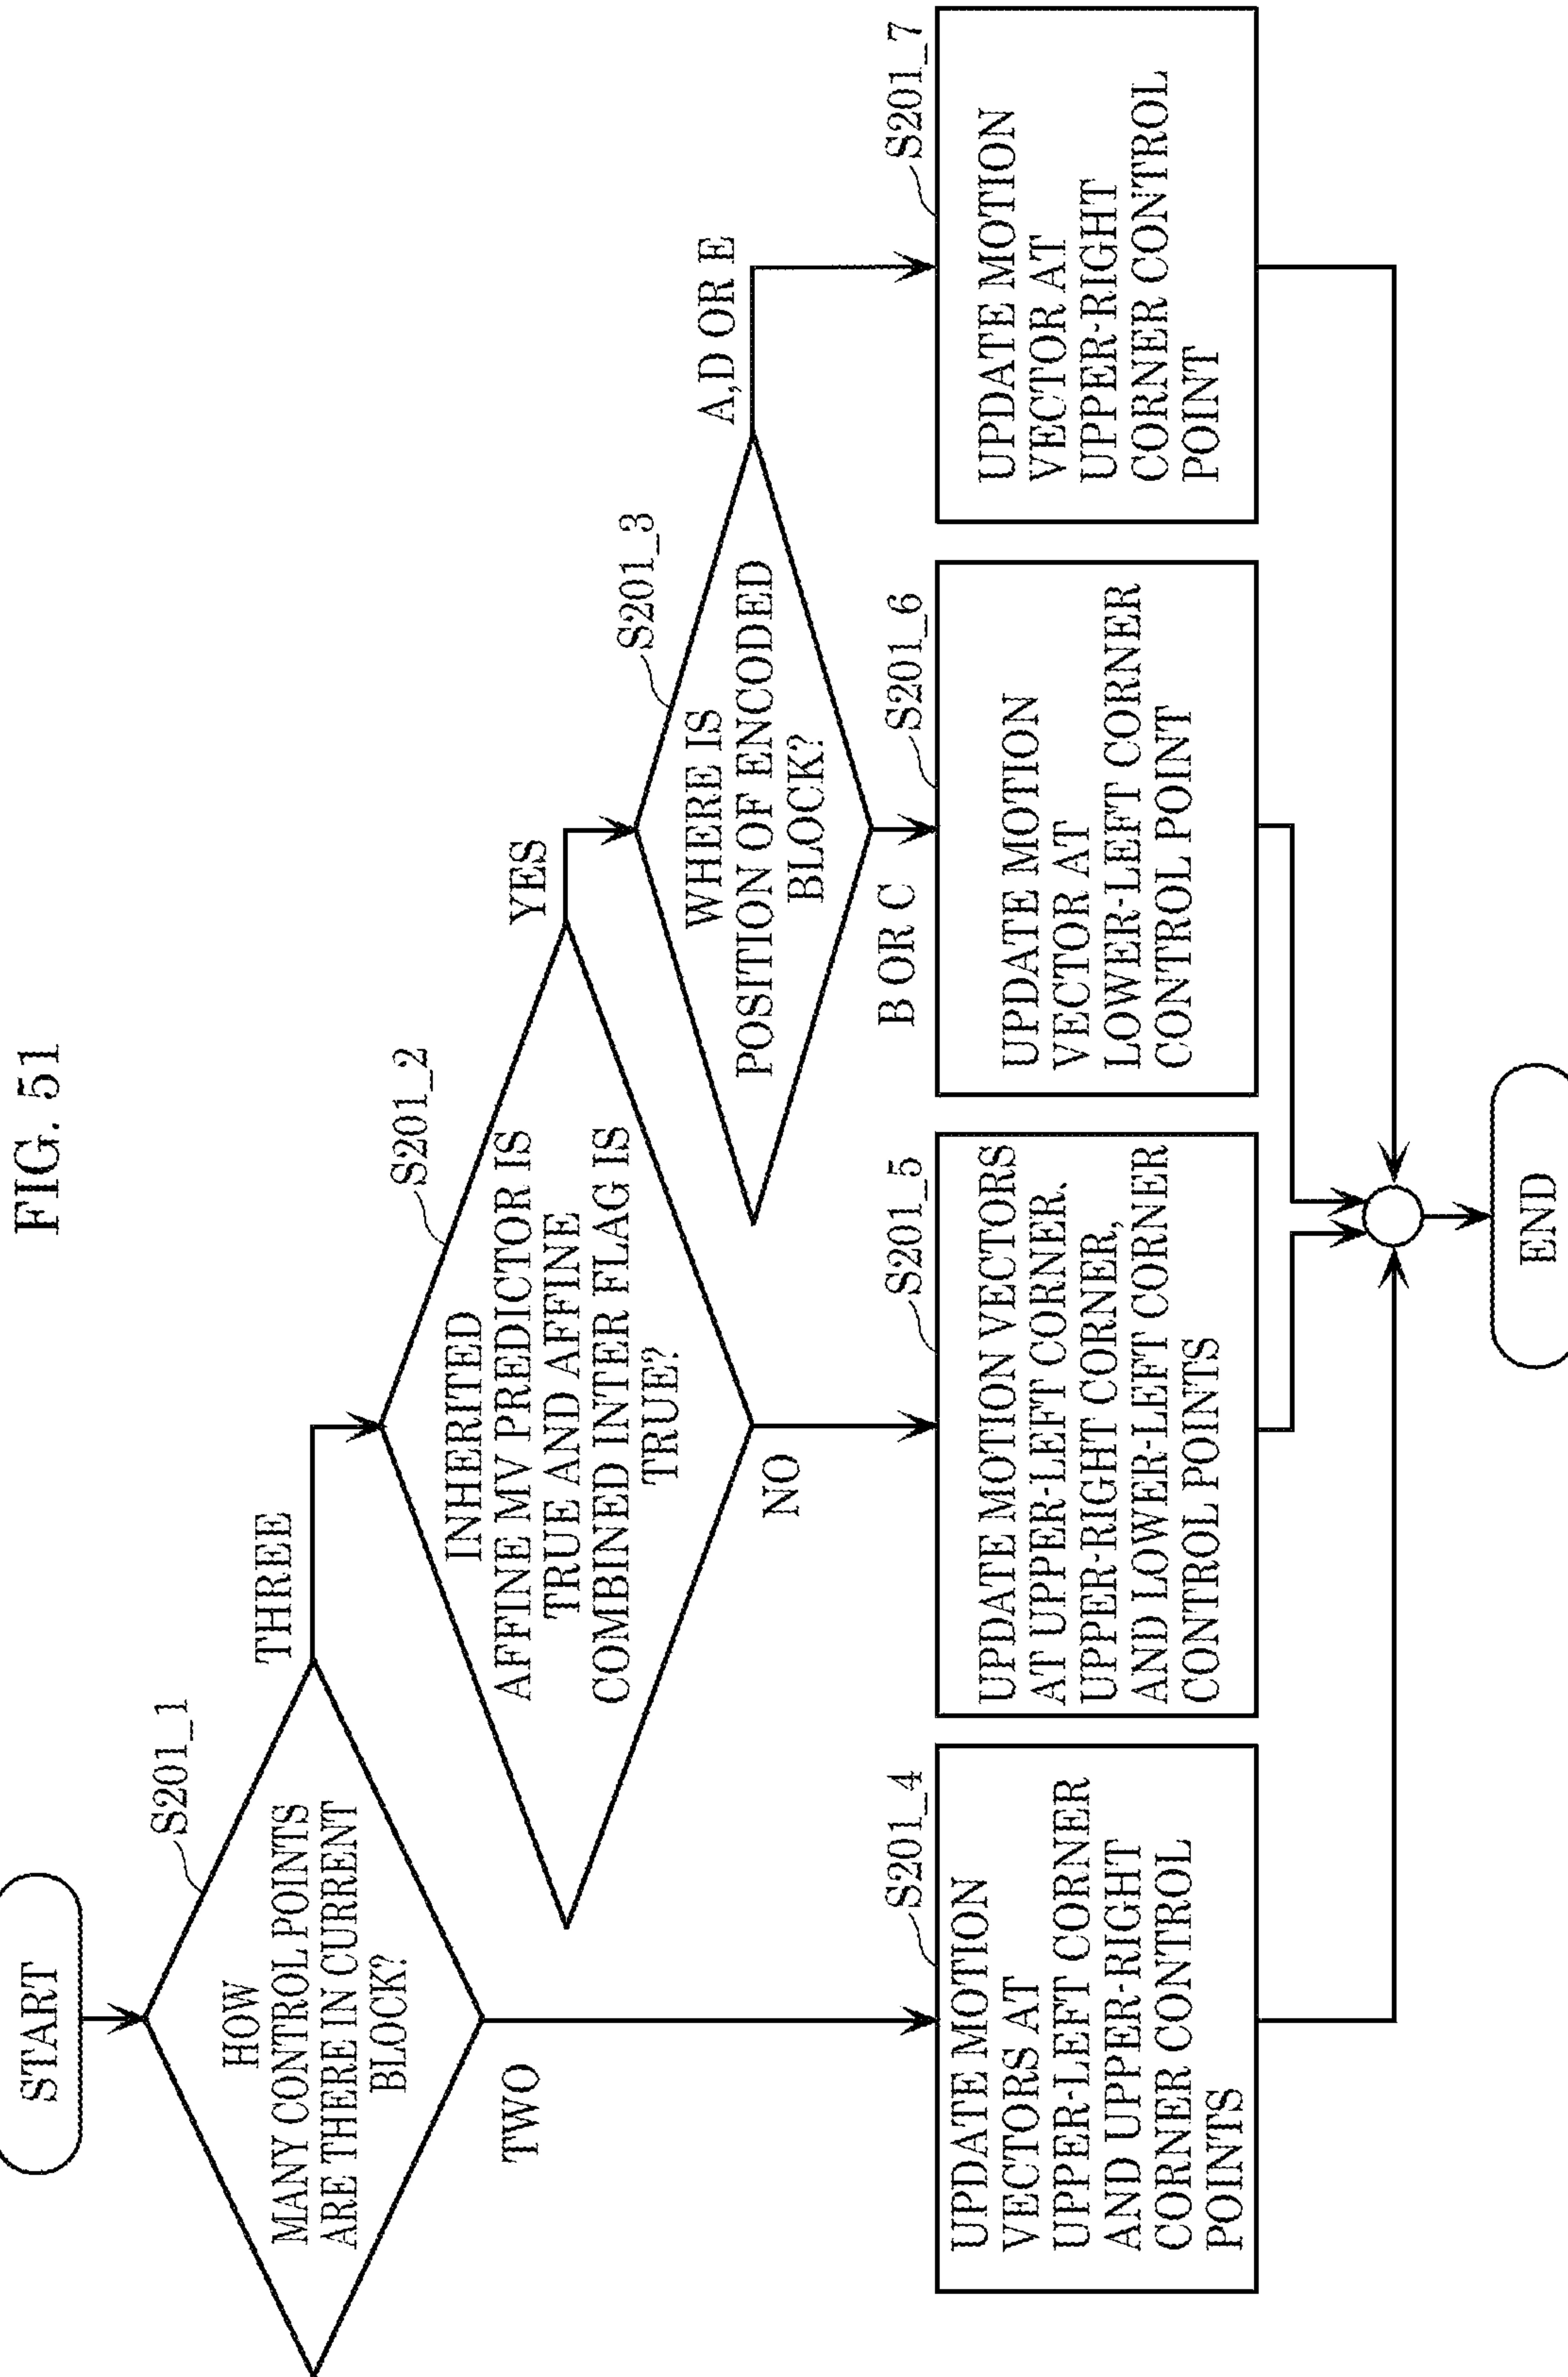 FIG. 51
START
S201_1
HOW
MANY CONTROL POINTS
ARE THERE IN CURRENT
BLOCK?
THREE
TWO
S201_2
INHERITED
AFFINE MV PREDICTOR IS
TRUE AND AFFINE
COMBINED INTER FLAG IS
TRUE?
YES
NO
S201_3
WHERE IS
POSITION OF ENCODED
BLOCK?
A,D OR E
B OR C
S201_4
UPDATE MOTION
VECTORS AT
UPPER-LEFT CORNER
AND UPPER-RIGHT
CORNER CONTROL
POINTS
S201_5
UPDATE MOTION VECTORS
AT UPPER-LEFT CORNER.
UPPER-RIGHT CORNER,
AND LOWER-LEFT CORNER
CONTROL POINTS
S201_6
UPDATE MOTION
VECTOR AT
LOWER-LEFT CORNER
CONTROL POINT
S201_7
UPDATE MOTION
VECTOR AT
UPPER-RIGHT
CORNER CONTROL
POINT
END